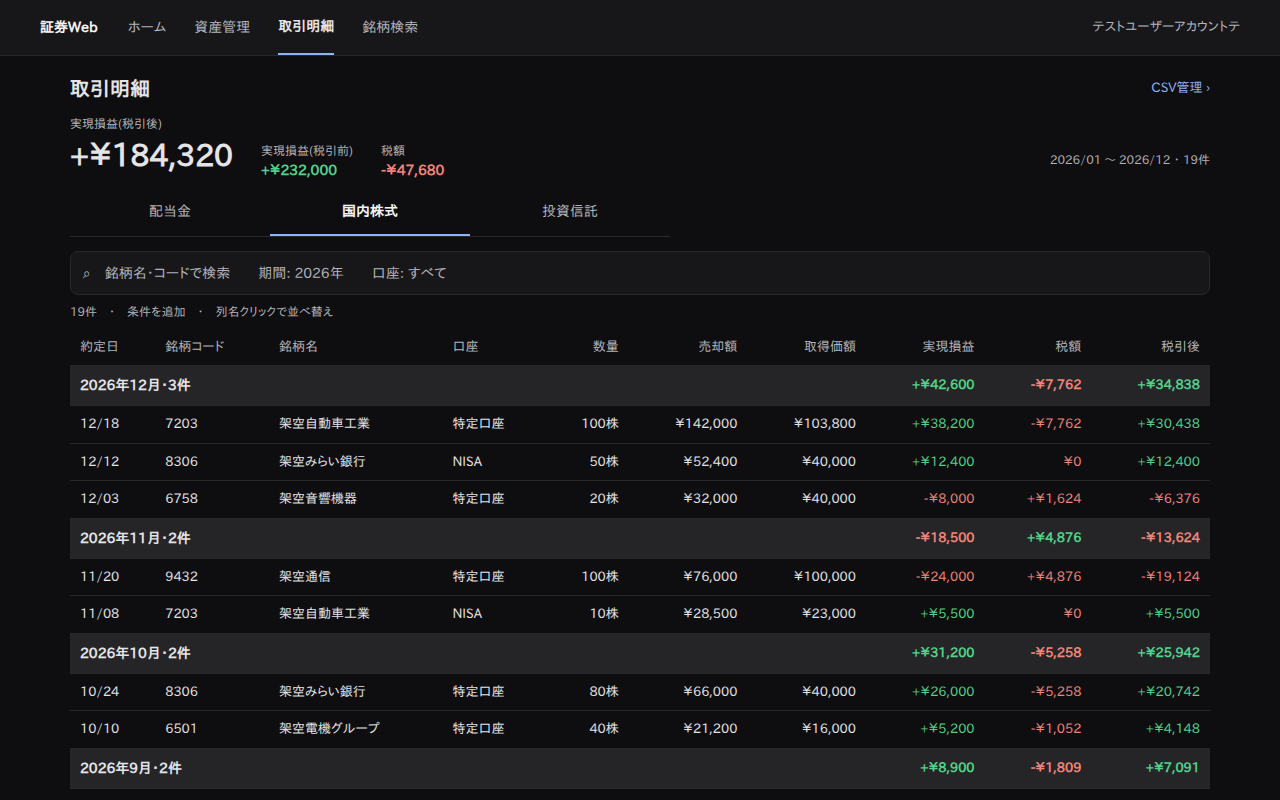 証券Web ホーム 資産管理 取引明細 銘柄検索 テストユーザーアカウントテ
取引明細 CSV管理 ›
実現損益(税引後)
+¥184,320 実現損益(税引前) +¥232,000 税額 -¥47,680 2026/01 〜 2026/12・19件
配当金 国内株式 投資信託
銘柄名・コードで検索 期間: 2026年 口座: すべて
19件 ・ 条件を追加 ・ 列名クリックで並べ替え
約定日 銘柄コード 銘柄名 口座 数量 売却額 取得価額 実現損益 税額 税引後
2026年12月・3件 +¥42,600 -¥7,762 +¥34,838
12/18 7203 架空自動車工業 特定口座 100株 ¥142,000 ¥103,800 +¥38,200 -¥7,762 +¥30,438
12/12 8306 架空みらい銀行 NISA 50株 ¥52,400 ¥40,000 +¥12,400 ¥0 +¥12,400
12/03 6758 架空音響機器 特定口座 20株 ¥32,000 ¥40,000 -¥8,000 +¥1,624 -¥6,376
2026年11月・2件 -¥18,500 +¥4,876 -¥13,624
11/20 9432 架空通信 特定口座 100株 ¥76,000 ¥100,000 -¥24,000 +¥4,876 -¥19,124
11/08 7203 架空自動車工業 NISA 10株 ¥28,500 ¥23,000 +¥5,500 ¥0 +¥5,500
2026年10月・2件 +¥31,200 -¥5,258 +¥25,942
10/24 8306 架空みらい銀行 特定口座 80株 ¥66,000 ¥40,000 +¥26,000 -¥5,258 +¥20,742
10/10 6501 架空電機グループ 特定口座 40株 ¥21,200 ¥16,000 +¥5,200 -¥1,052 +¥4,148
2026年9月・2件 +¥8,900 -¥1,809 +¥7,091